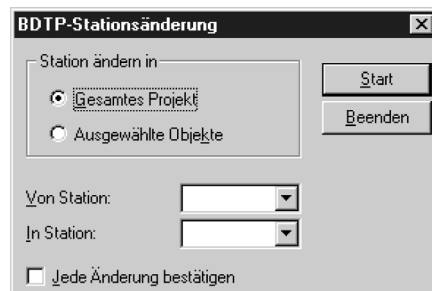 BDTP-Stationsänderung
Station ändern in
Gesamtes Projekt
Ausgewählte Objekte
Start
Beenden
Von Station:
In Station:
Jede Änderung bestätigen